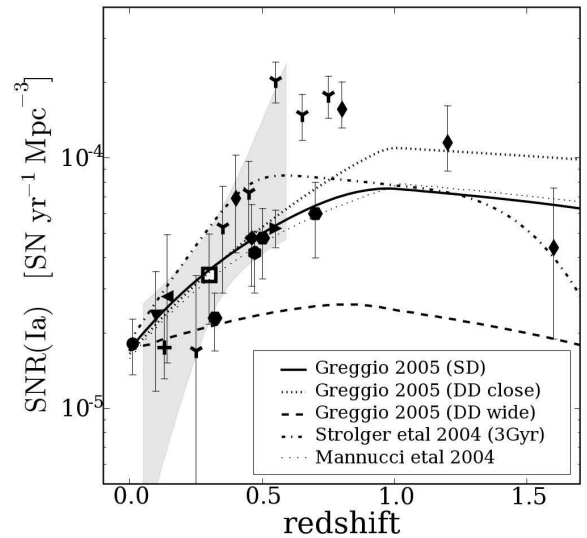 SNR(Ia) [SN yr⁻¹ Mpc⁻³]
10⁻⁴
10⁻⁵
Greggio 2005 (SD)
Greggio 2005 (DD close)
Greggio 2005 (DD wide)
Strolger etal 2004 (3Gyr)
Mannucci etal 2004
0.0 0.5 1.0 1.5
redshift